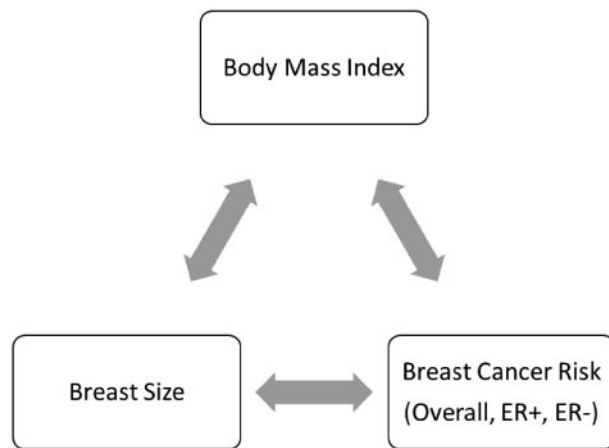 Body Mass Index
Breast Size
Breast Cancer Risk
(Overall, ER+, ER-)